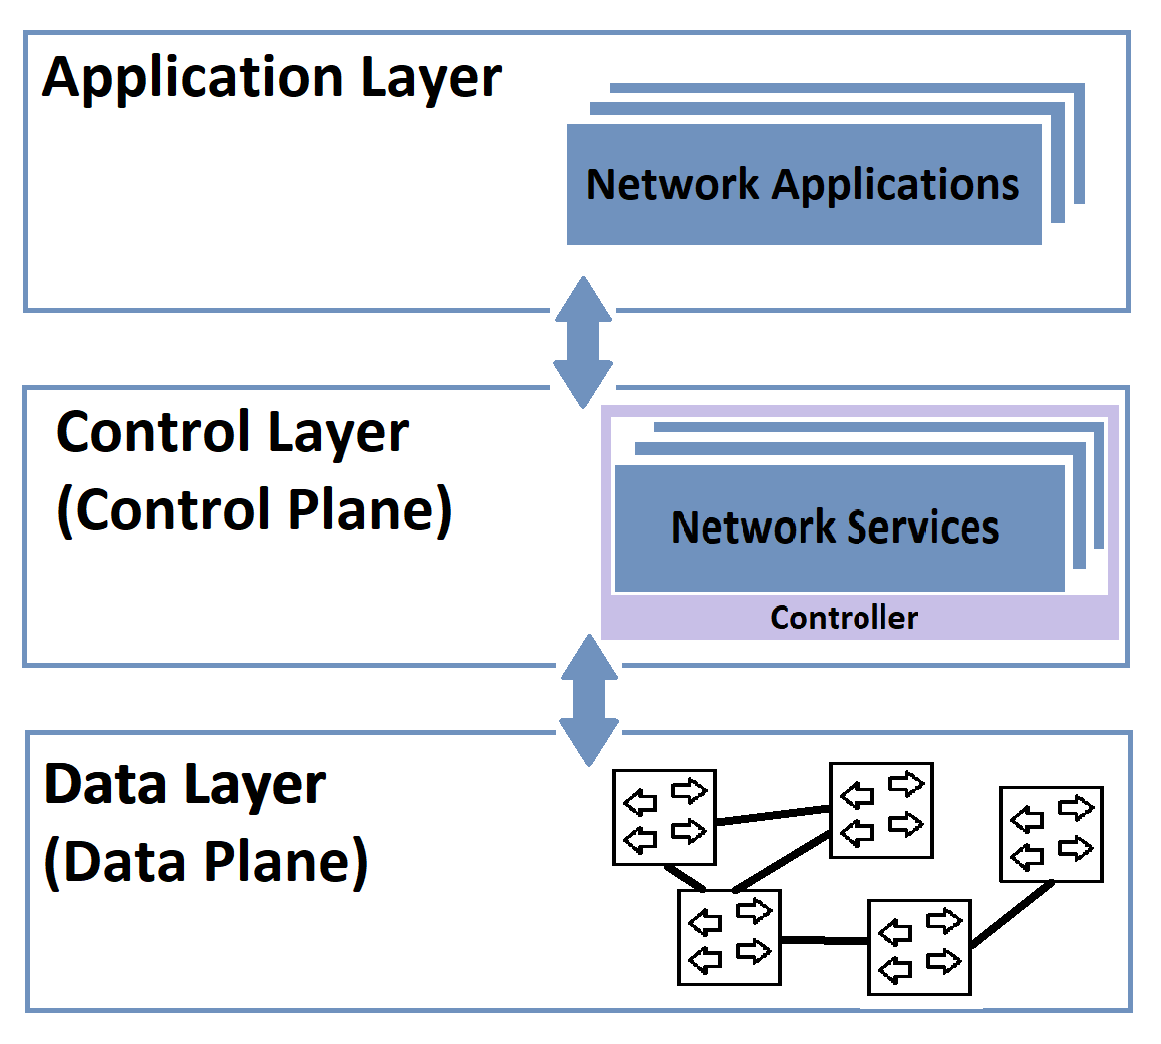 Application Layer
Network Applications
Control Layer
(Control Plane)
Network Services
Controller
Data Layer
(Data Plane)